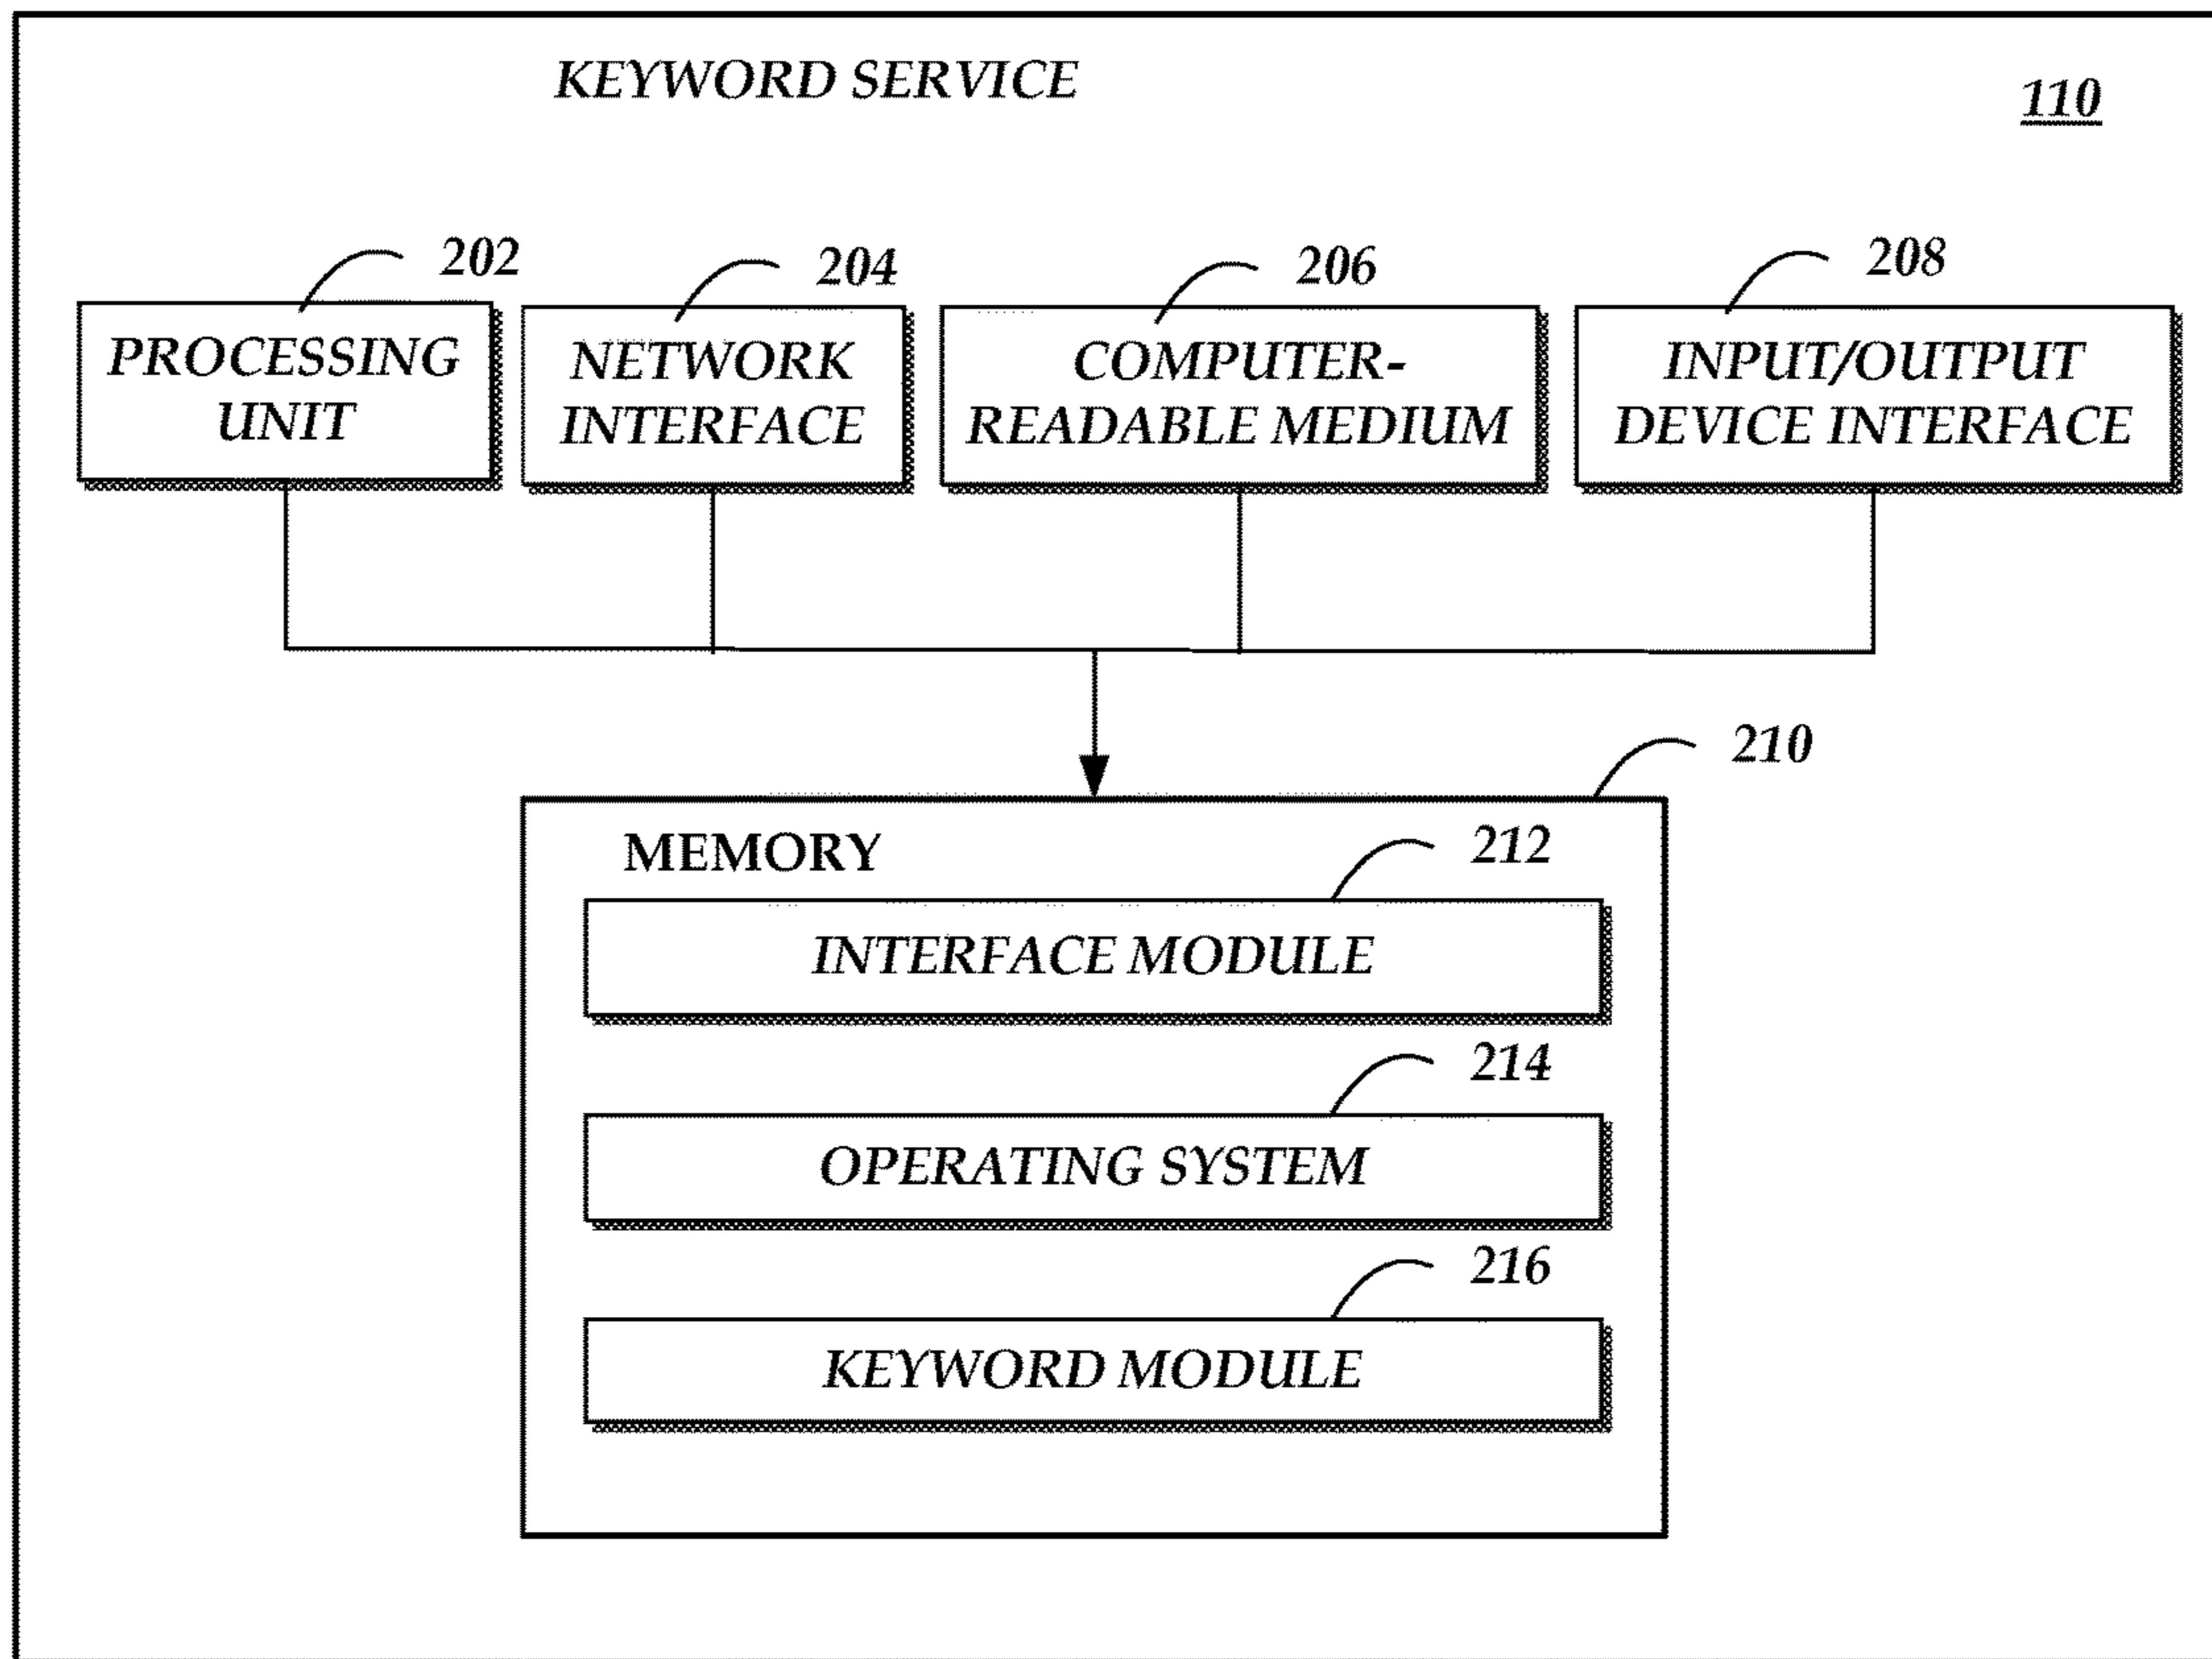 KEYWORD SERVICE
110
202
204
206
208
PROCESSING
UNIT
NETWORK
INTERFACE
COMPUTER-
READABLE MEDIUM
INPUT/OUTPUT
DEVICE INTERFACE
210
MEMORY
212
INTERFACE MODULE
214
OPERATING SYSTEM
216
KEYWORD MODULE